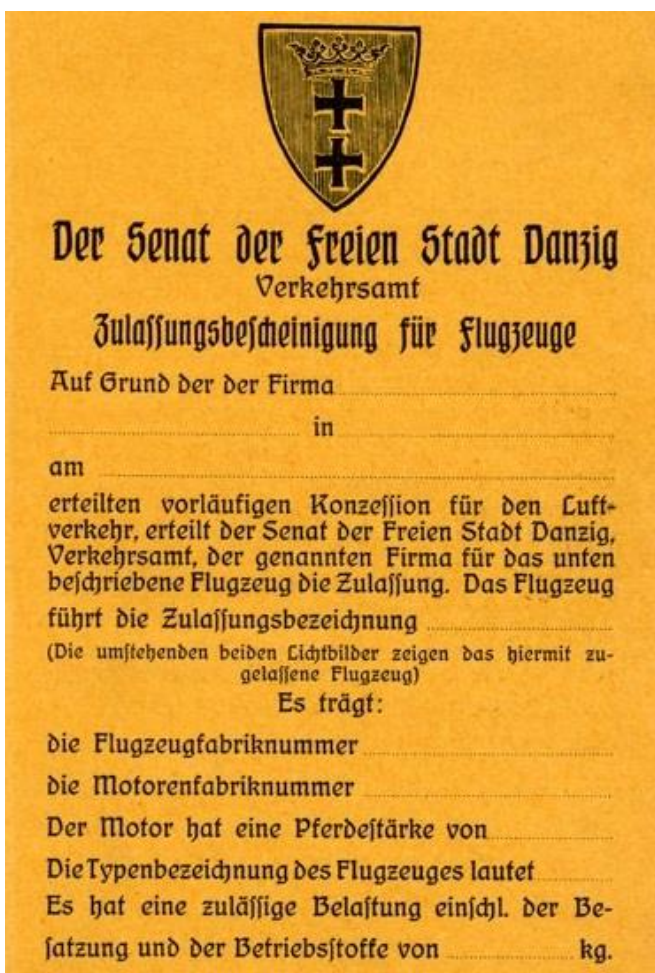 Der Senat der Freien Stadt Danzig
Verkehrsamt
Zulassungsbescheinigung für Flugzeuge
Auf Grund der der Firma
in
am
erteilten vorläufigen Konzession für den Luft-
verkehr, erteilt der Senat der Freien Stadt Danzig,
Verkehrsamt, der genannten Firma für das unten
beschriebene Flugzeug die Zulassung. Das Flugzeug
führt die Zulassungsbezeichnung
(Die umstehenden beiden Lichtbilder zeigen das hiermit zu-
gelassene Flugzeug)
Es trägt:
die Flugzeugfabriknummer
die Motorenfabriknummer
Der Motor hat eine Pferdestärke von
Die Typenbezeichnung des Flugzeuges lautet
Es hat eine zulässige Belastung einschl. der Be-
satzung und der Betriebsstoffe von kg.